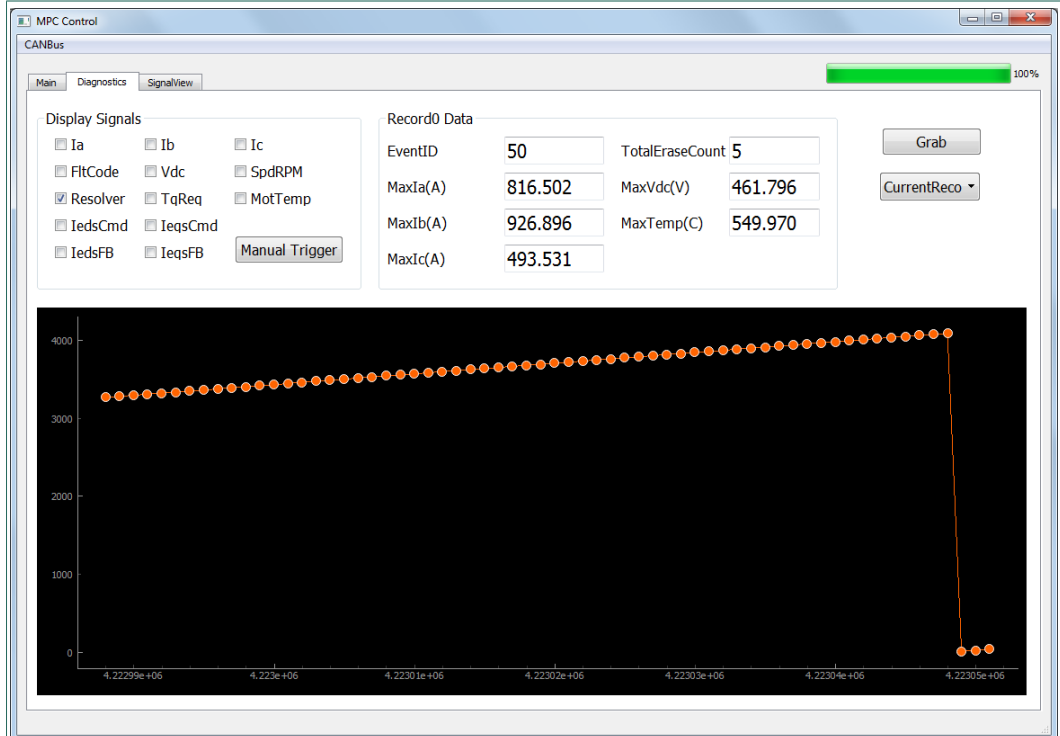 MPC Control
CANBus
Main Diagnostics SignalView 100%
Display Signals
Ia Ib Ic
FltCode Vdc SpdRPM
Resolver TqReq MotTemp
IedsCmd IeqsCmd
IedsFB IeqsFB Manual Trigger
Record0 Data
EventID 50 TotalEraseCount 5
MaxIa(A) 816.502 MaxVdc(V) 461.796
MaxIb(A) 926.896 MaxTemp(C) 549.970
MaxIc(A) 493.531
Grab
CurrentReco
4000
3000
2000
1000
0
4.22299e+06 4.223e+06 4.22301e+06 4.22302e+06 4.22303e+06 4.22304e+06 4.22305e+06